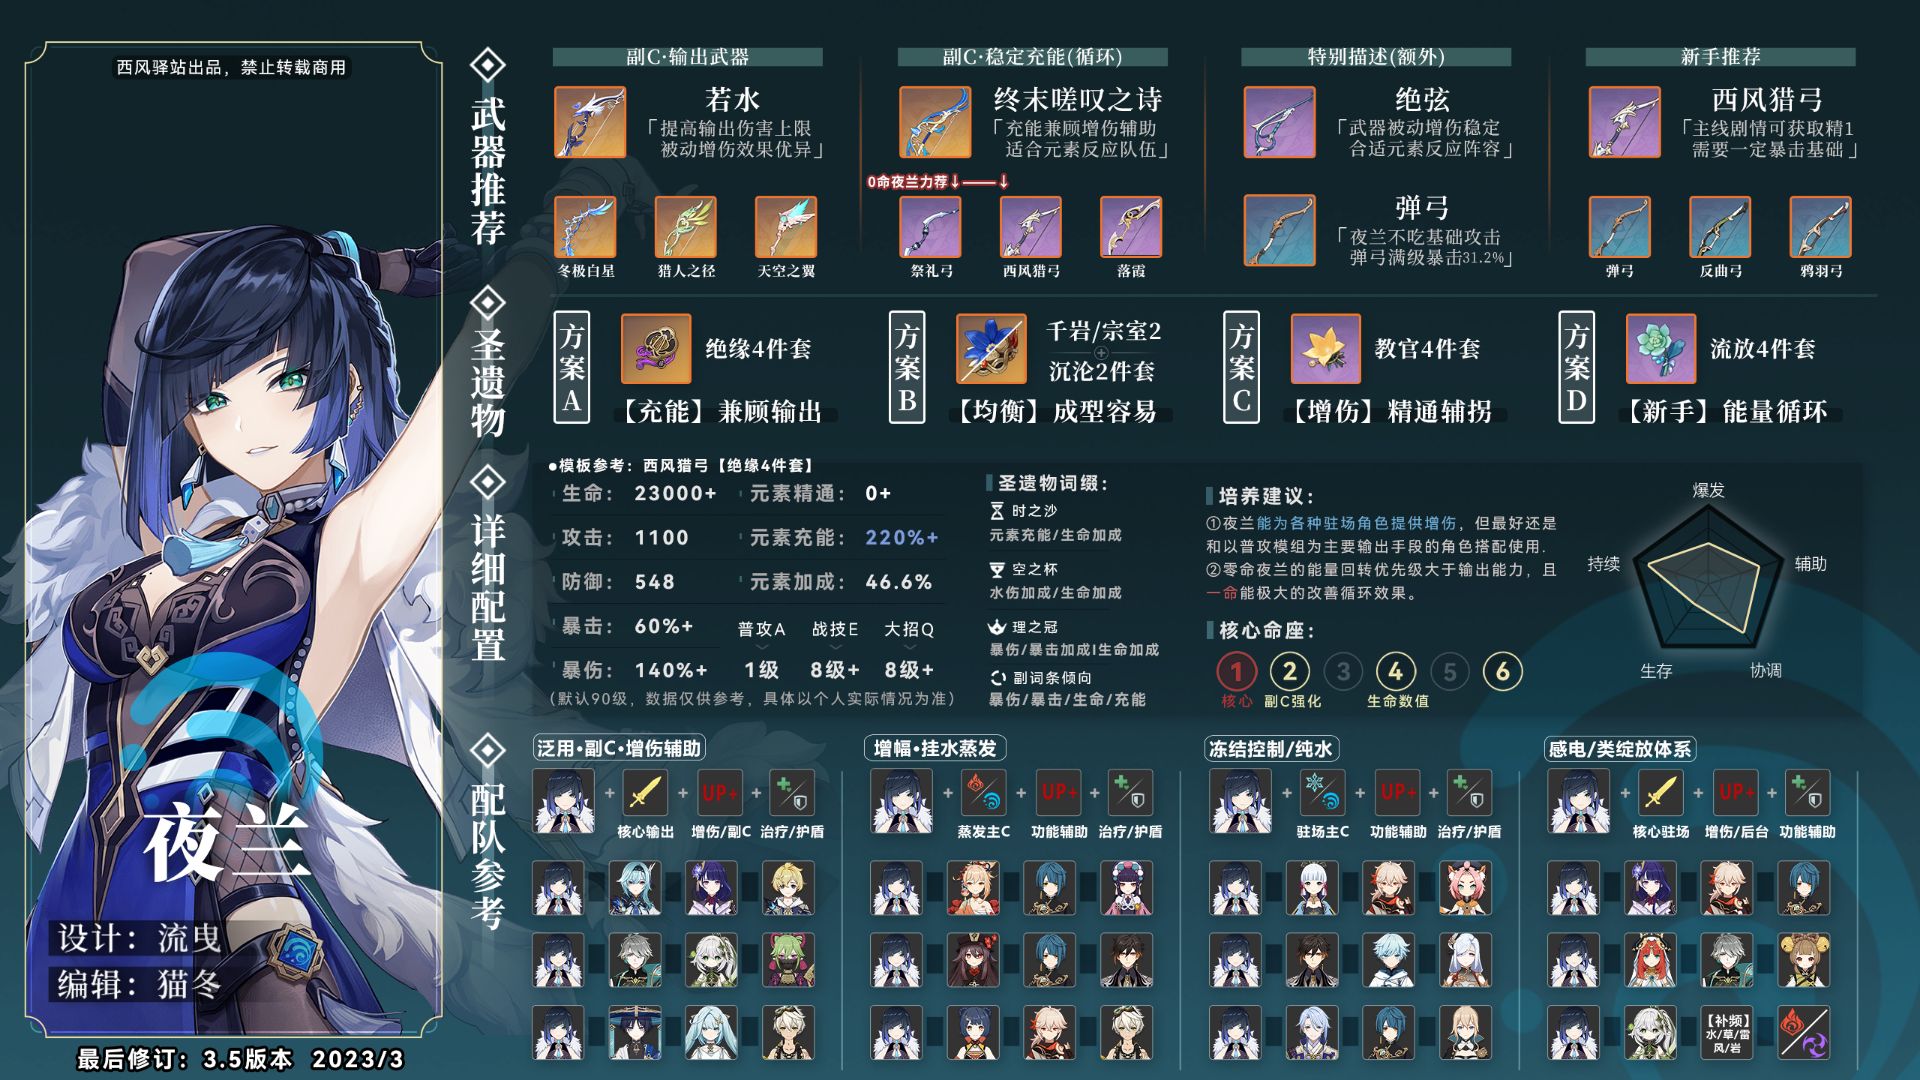 西风驿站出品，禁止转载商用
夜兰
设计：流曳
编辑：猫冬
最后修订：3.5版本 2023/3
武器推荐
副C·输出武器
若水
「提高输出伤害上限
被动增伤效果优异」
冬极白星
猎人之径
天空之翼
副C·稳定充能(循环)
终末嗟叹之诗
「充能兼顾增伤辅助
适合元素反应队伍」
0命夜兰力荐↓——↓
祭礼弓
西风猎弓
落霞
特别描述(额外)
绝弦
「武器被动增伤稳定
合适元素反应阵容」
弹弓
「夜兰不吃基础攻击
弹弓满级暴击31.2%」
新手推荐
西风猎弓
「主线剧情可获取精1
需要一定暴击基础」
弹弓
反曲弓
鸦羽弓
圣遗物
方案A
绝缘4件套
【充能】兼顾输出
方案B
千岩/宗室2
沉沦2件套
【均衡】成型容易
方案C
教官4件套
【增伤】精通辅拐
方案D
流放4件套
【新手】能量循环
详细配置
●模板参考：西风猎弓【绝缘4件套】
生命： 23000+ 元素精通： 0+
攻击： 1100 元素充能： 220%+
防御： 548 元素加成： 46.6%
暴击： 60%+ 普攻A 战技E 大招Q
暴伤： 140%+ 1级 8级+ 8级+
(默认90级，数据仅供参考，具体以个人实际情况为准)
圣遗物词缀：
时之沙
元素充能/生命加成
空之杯
水伤加成/生命加成
理之冠
暴伤/暴击加成I生命加成
副词条倾向
暴伤/暴击/生命/充能
培养建议：
①夜兰能为各种驻场角色提供增伤，但最好还是
和以普攻模组为主要输出手段的角色搭配使用.
②零命夜兰的能量回转优先级大于输出能力，且
一命能极大的改善循环效果。
核心命座：
1 2 3 4 5 6
核心 副C强化 生命数值
爆发
辅助
协调
生存
持续
配队参考
泛用·副C·增伤辅助
+ + UP+ +
核心输出 增伤/副C 治疗/护盾
增幅·挂水蒸发
+ + UP+ +
蒸发主C 功能辅助 治疗/护盾
冻结控制/纯水
+ + UP+ +
驻场主C 功能辅助 治疗/护盾
感电/类绽放体系
+ + UP+ +
核心驻场 增伤/后台 功能辅助
【补频】
水/草/雷
风/岩